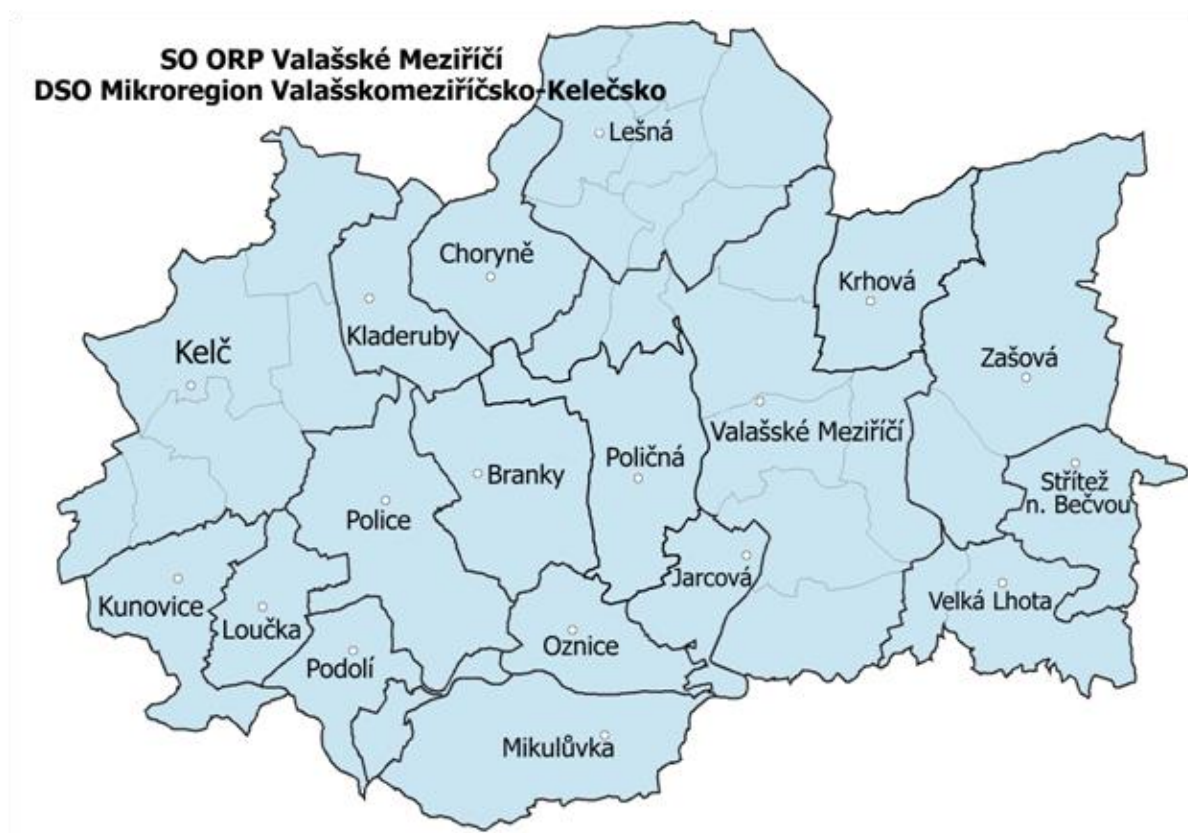 SO ORP Valašské Meziříčí
DSO Mikroregion Valašskomeziříčsko-Kelečsko
Lešná
Choryně
Krhová
Kladeruby
Kelč
Zašová
Valašské Meziříčí
Poličná
Branky
Střítež
n. Bečvou
Police
Jarcová
Kunovice
Velká Lhota
Loučka
Oznice
Podolí
Mikulůvka